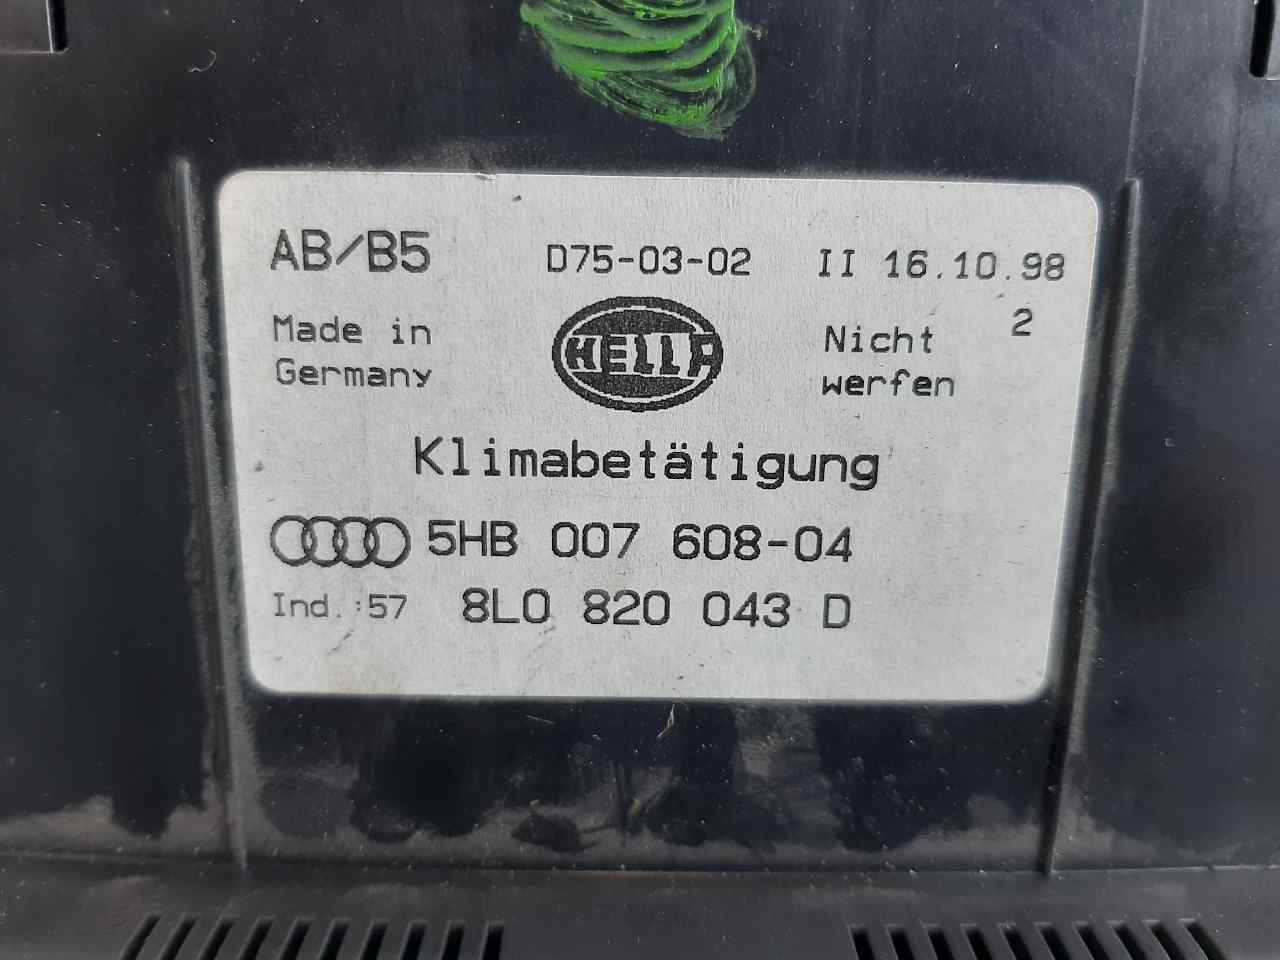 AB/B5 D75-03-02 II 16.10.98
2
Made in
Germany
HELLA
Nicht
werfen
Klimabetätigung
5HB 007 608-04
Ind.:57 8L0 820 043 D